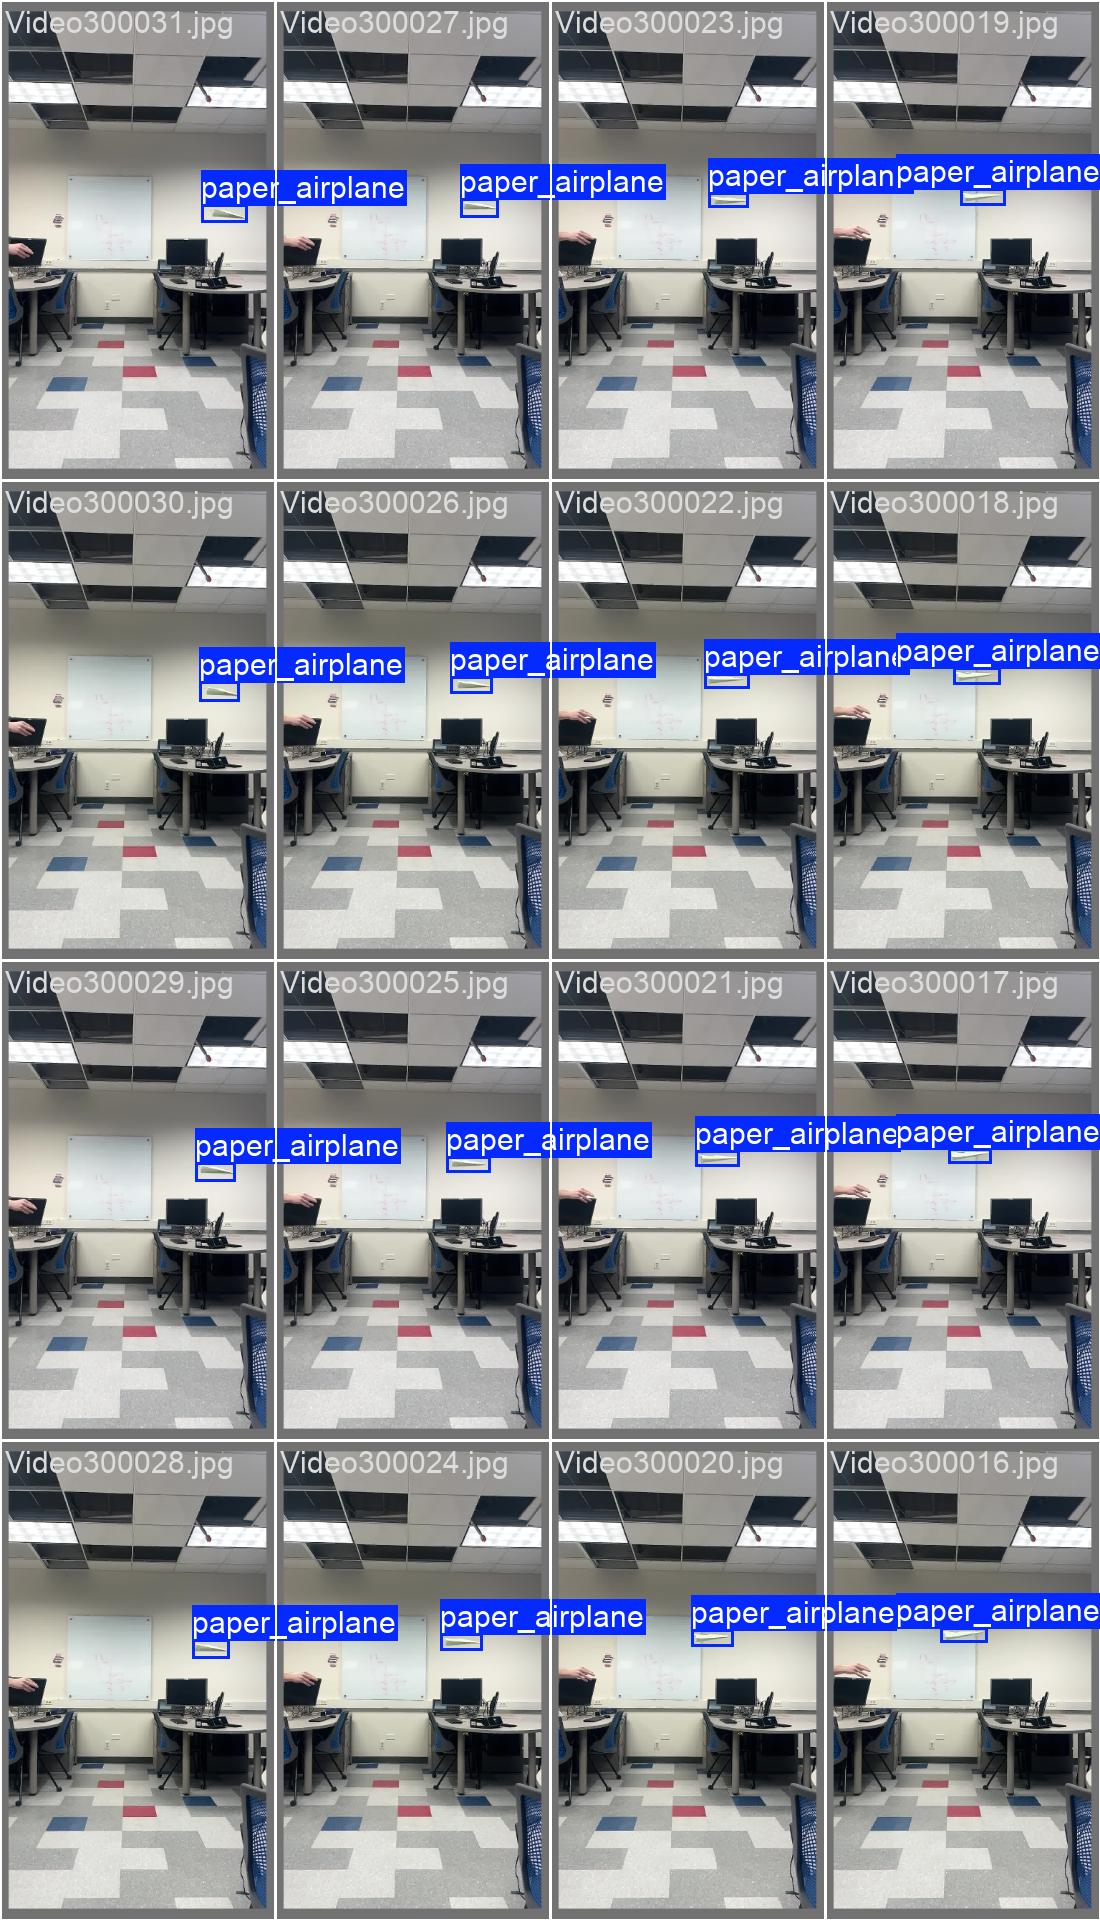 Video300031.jpg Video300027.jpg Video300023.jpg Video300019.jpg
paper_airplane paper_airplane paper_airplan paper_airplane
Video300030.jpg Video300026.jpg Video300022.jpg Video300018.jpg
paper_airplane paper_airplane paper_airplane paper_airplane
Video300029.jpg Video300025.jpg Video300021.jpg Video300017.jpg
paper_airplane paper_airplane paper_airplane paper_airplane
Video300028.jpg Video300024.jpg Video300020.jpg Video300016.jpg
paper_airplane paper_airplane paper_airplane paper_airplane